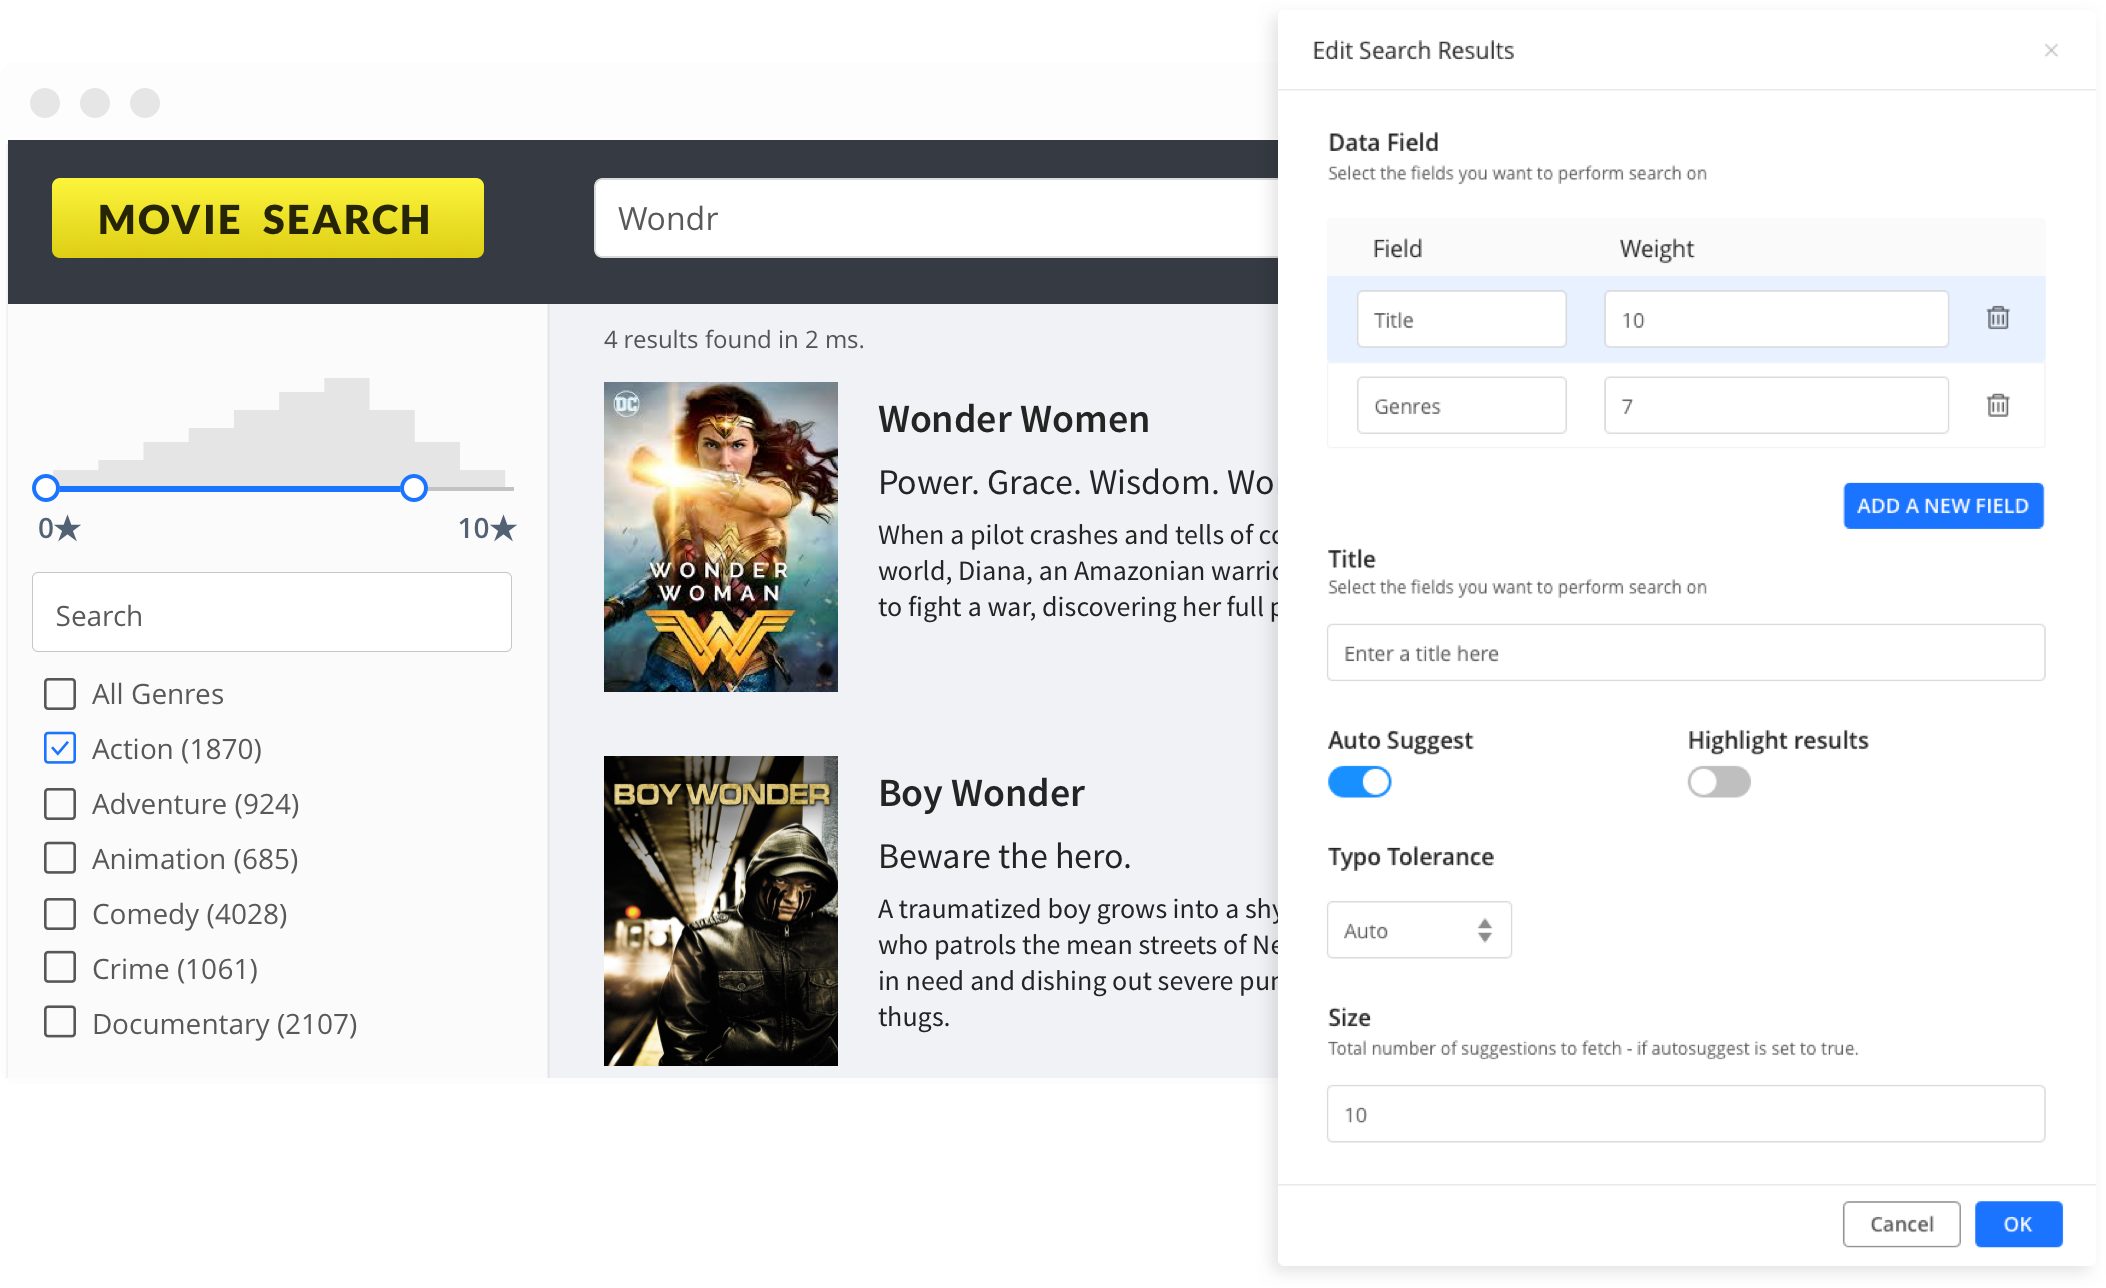 MOVIE SEARCH
Wondr
0★
10★
Search
All Genres
Action (1870)
Adventure (924)
Animation (685)
Comedy (4028)
Crime (1061)
Documentary (2107)
4 results found in 2 ms.
DC
WONDER
WOMAN
Wonder Women
Power. Grace. Wisdom. Wo
When a pilot crashes and tells of co
world, Diana, an Amazonian warric
to fight a war, discovering her full p
BOY WONDER
Boy Wonder
Beware the hero.
A traumatized boy grows into a shy
who patrols the mean streets of Ne
in need and dishing out severe pun
thugs.
Edit Search Results
Data Field
Select the fields you want to perform search on
Field Weight
Title 10
Genres 7
ADD A NEW FIELD
Title
Select the fields you want to perform search on
Enter a title here
Auto Suggest Highlight results
Typo Tolerance
Auto
Size
Total number of suggestions to fetch - if autosuggest is set to true.
10
Cancel OK